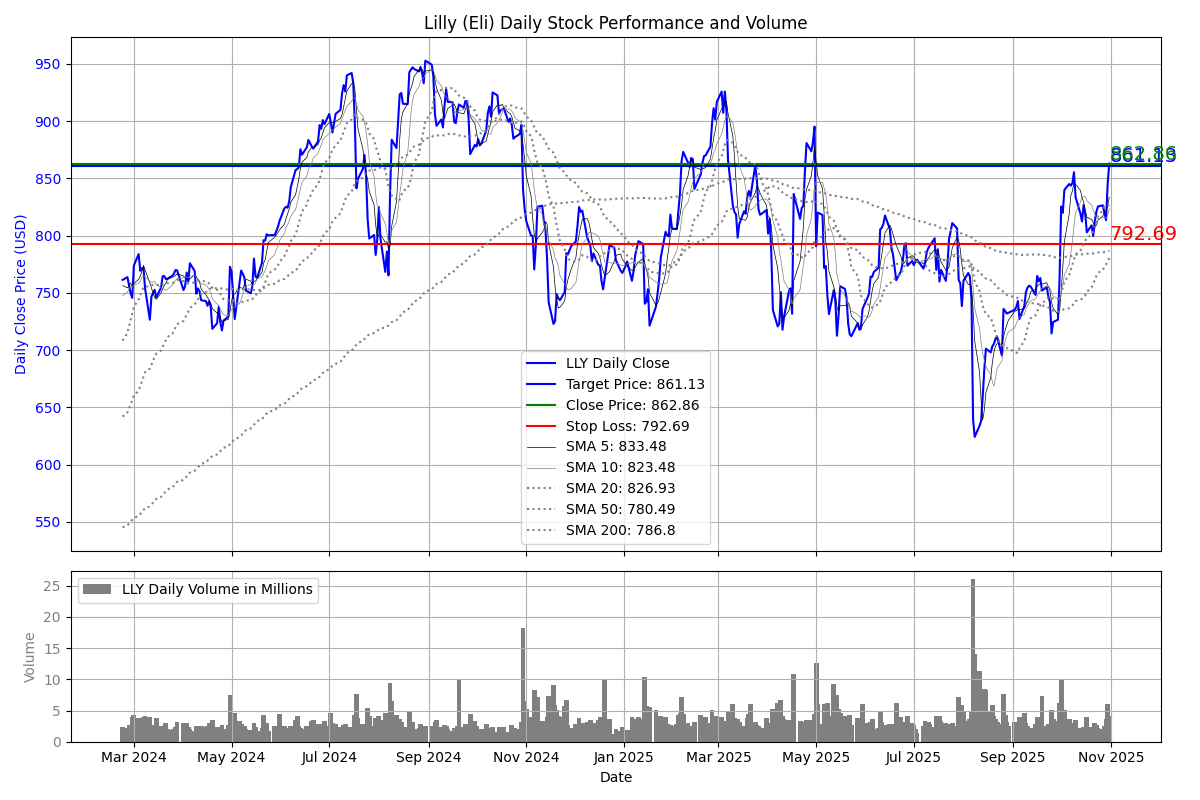 Lilly (Eli) Daily Stock Performance and Volume
Daily Close Price (USD)
950
900
850
800
750
700
650
600
550
862.86
861.13
792.69
LLY Daily Close
Target Price: 861.13
Close Price: 862.86
Stop Loss: 792.69
SMA 5: 833.48
SMA 10: 823.48
SMA 20: 826.93
SMA 50: 780.49
SMA 200: 786.8
Volume
25
20
15
10
5
0
LLY Daily Volume in Millions
Mar 2024 May 2024 Jul 2024 Sep 2024 Nov 2024 Jan 2025 Mar 2025 May 2025 Jul 2025 Sep 2025 Nov 2025
Date